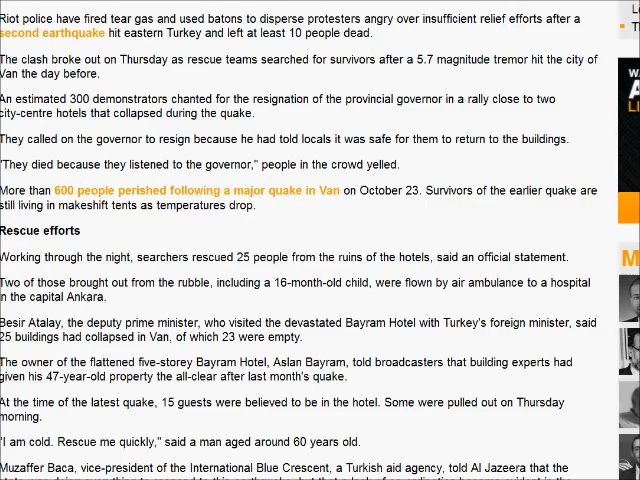 Riot police have fired tear gas and used batons to disperse protesters angry over insufficient relief efforts after a
second earthquake hit eastern Turkey and left at least 10 people dead.
The clash broke out on Thursday as rescue teams searched for survivors after a 5.7 magnitude tremor hit the city of
Van the day before.
An estimated 300 demonstrators chanted for the resignation of the provincial governor in a rally close to two
city-centre hotels that collapsed during the quake.
They called on the governor to resign because he had told locals it was safe for them to return to the buildings.
"They died because they listened to the governor," people in the crowd yelled.
More than 600 people perished following a major quake in Van on October 23. Survivors of the earlier quake are
still living in makeshift tents as temperatures drop.
Rescue efforts
Working through the night, searchers rescued 25 people from the ruins of the hotels, said an official statement.
Two of those brought out from the rubble, including a 16-month-old child, were flown by air ambulance to a hospital
in the capital Ankara.
Besir Atalay, the deputy prime minister, who visited the devastated Bayram Hotel with Turkey's foreign minister, said
25 buildings had collapsed in Van, of which 23 were empty.
The owner of the flattened five-storey Bayram Hotel, Aslan Bayram, told broadcasters that building experts had
given his 47-year-old property the all-clear after last month's quake.
At the time of the latest quake, 15 guests were believed to be in the hotel. Some were pulled out on Thursday
morning.
"I am cold. Rescue me quickly," said a man aged around 60 years old.
Muzaffer Baca, vice-president of the International Blue Crescent, a Turkish aid agency, told Al Jazeera that the